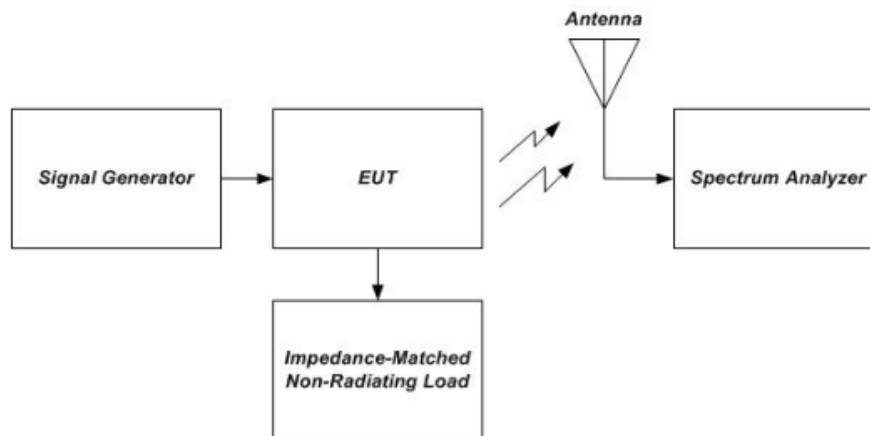 Antenna
Signal Generator
EUT
Spectrum Analyzer
Impedance-Matched
Non-Radiating Load